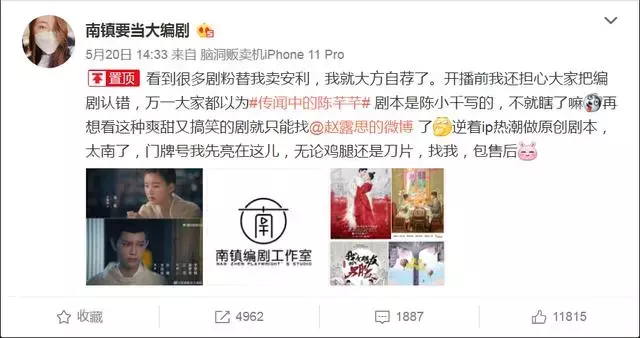 南镇要当大编剧
5月20日 14:33 来自 脑洞贩卖机iPhone 11 Pro
置顶 看到很多剧粉替我卖安利，我就大方自荐了。开播前我还担心大家把编
剧认错，万一大家都以为#传闻中的陈芊芊# 剧本是陈小千写的，不就瞎了嘛 再
想看这种爽甜又搞笑的剧就只能找@赵露思的微博 了 逆着ip热潮做原创剧本，
太南了，门牌号我先亮在这儿，无论鸡腿还是刀片，找我，包售后
南
南镇编剧工作室
NAN ZHEN PLAYWRIGHT'S STUDIO
收藏
4962
1887
11815